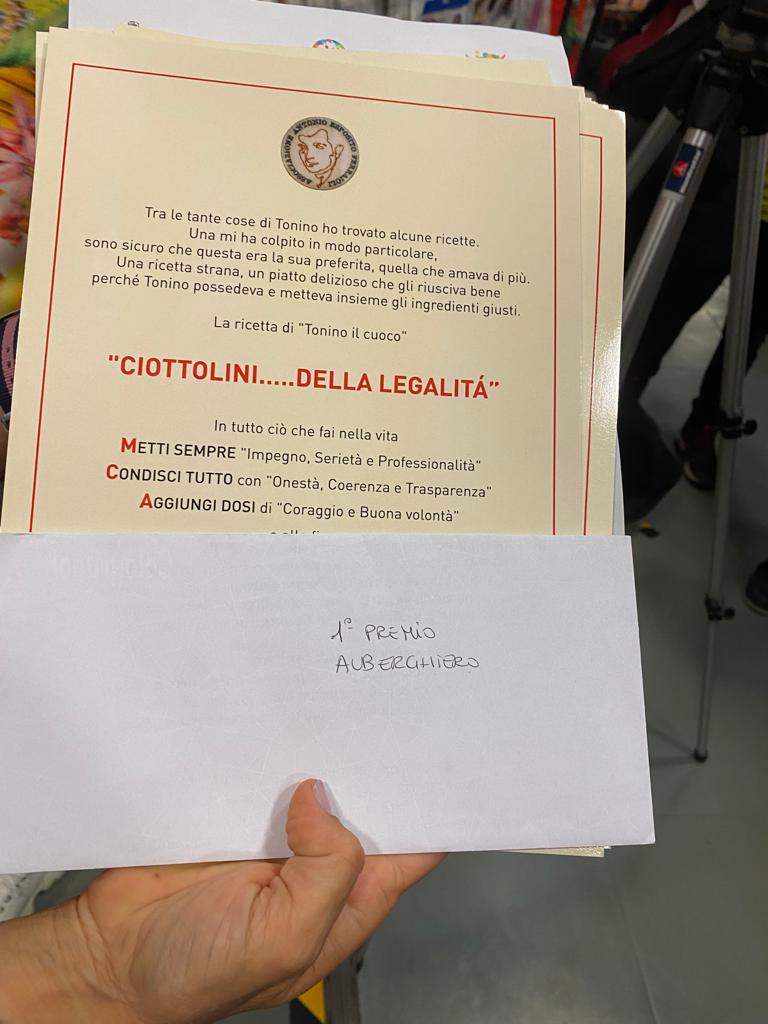 ASSOCIAZIONE ANTONIO ESPOSITO FERRAIOLI
Tra le tante cose di Tonino ho trovato alcune ricette.
Una mi ha colpito in modo particolare,
sono sicuro che questa era la sua preferita, quella che amava di più.
Una ricetta strana, un piatto delizioso che gli riusciva bene
perché Tonino possedeva e metteva insieme gli ingredienti giusti.
La ricetta di "Tonino il cuoco"
"CIOTTOLINI.....DELLA LEGALITÁ”
In tutto ciò che fai nella vita
METTI SEMPRE "Impegno, Serietà e Professionalità"
CONDISCI TUTTO con "Onestà, Coerenza e Trasparenza"
AGGIUNGI DOSI di "Coraggio e Buona volontà"
1° PREMIO
ALBERGHIERO